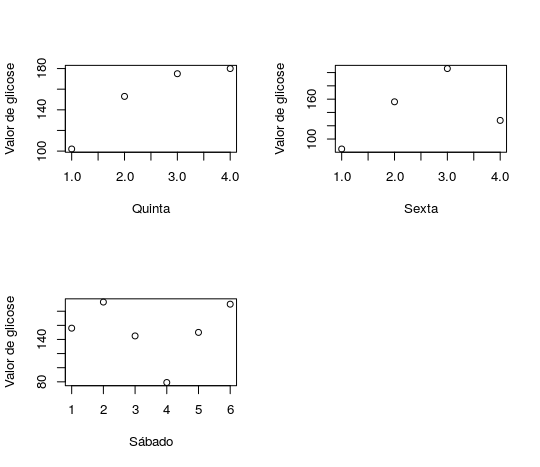 Valor de glicose
180
140
100
1.0 2.0 3.0 4.0
Quinta
Valor de glicose
160
100
1.0 2.0 3.0 4.0
Sexta
Valor de glicose
140
80
1 2 3 4 5 6
Sábado